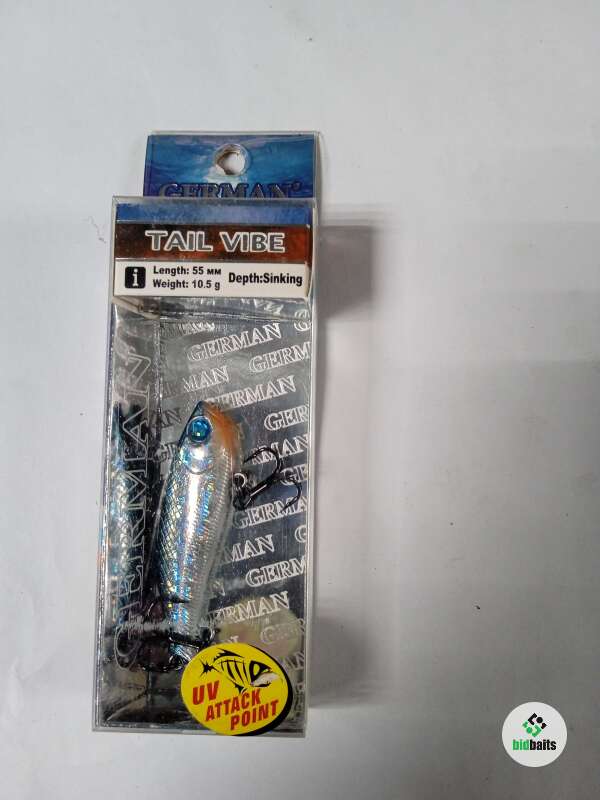 GERMAN
TAIL VIBE
i
Length: 55 мм
Weight: 10.5 g
Depth:Sinking
GERMAN
GERMAN
GERMAN
GERMAN
GERMAN
GERMAN
GERMAN
UV
ATTACK
POINT
bidbaits